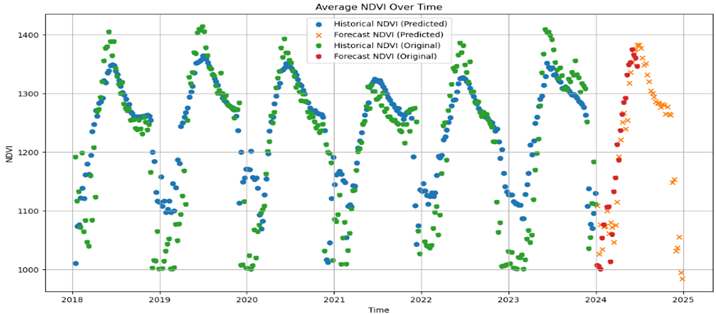 Average NDVI Over Time
Historical NDVI (Predicted)
Forecast NDVI (Predicted)
Historical NDVI (Original)
Forecast NDVI (Original)
NDVI
1400
1300
1200
1100
1000
2018 2019 2020 2021 2022 2023 2024 2025
Time